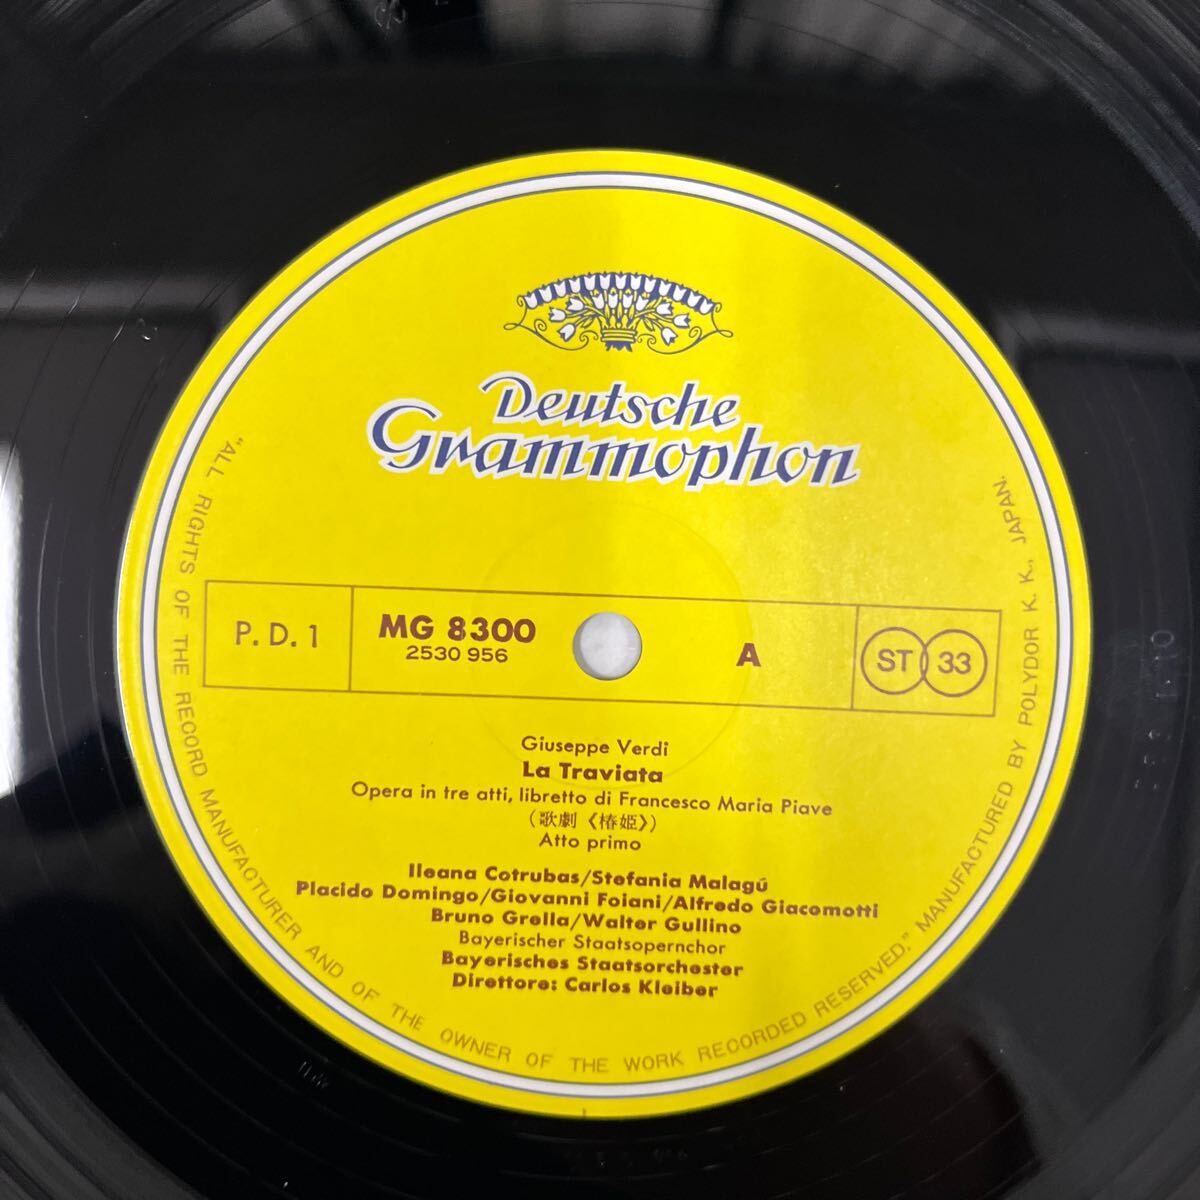 Deutsche
Grammophon
P. D. 1
MG 8300
2530 956
A
ST 33
Giuseppe Verdi
La Traviata
Opera in tre atti, libretto di Francesco Maria Piave
(歌劇《椿姫》)
Atto primo
Ileana Cotrubas/Stefania Malagú
Placido Domingo/Giovanni Foiani/Alfredo Giacomotti
Bruno Grella/Walter Gullino
Bayerischer Staatsopernchor
Bayerisches Staatsorchester
Direttore: Carlos Kleiber
"ALL RIGHTS OF THE RECORD MANUFACTURER AND OF THE OWNER OF THE WORK RECORDED RESERVED." MANUFACTURED BY POLYDOR K. K., JAPAN.